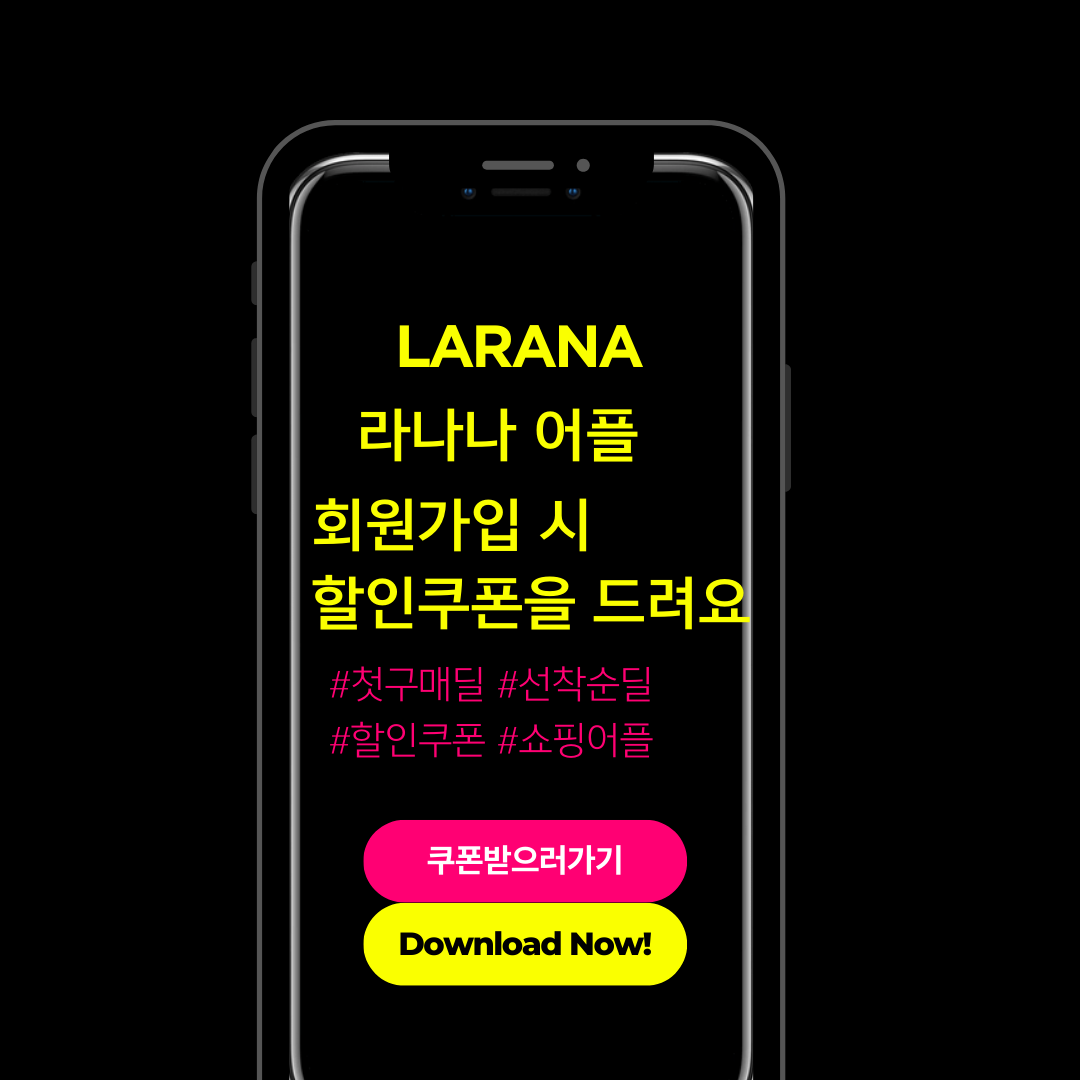 LARANA
라나나 어플
회원가입 시
할인쿠폰을 드려요
#첫구매딜 #선착순딜
#할인쿠폰 #쇼핑어플
쿠폰받으러가기
Download Now!